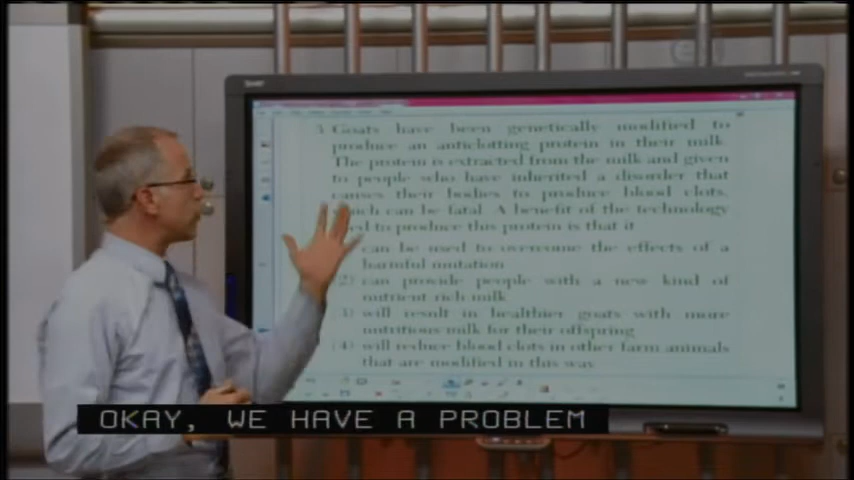 3 Goats have been genetically modified to
produce an anticlotting protein in their milk.
The protein is extracted from the milk and given
to people who have inherited a disorder that
causes their bodies to produce blood clots,
which can be fatal. A benefit of the technology
used to produce this protein is that it
can be used to overcome the effects of a
harmful mutation
(2) can provide people with a new kind of
nutrient rich milk
(3) will result in healthier goats with more
nutritious milk for their offspring
(4) will reduce blood clots in other farm animals
that are modified in this way
OKAY, WE HAVE A PROBLEM